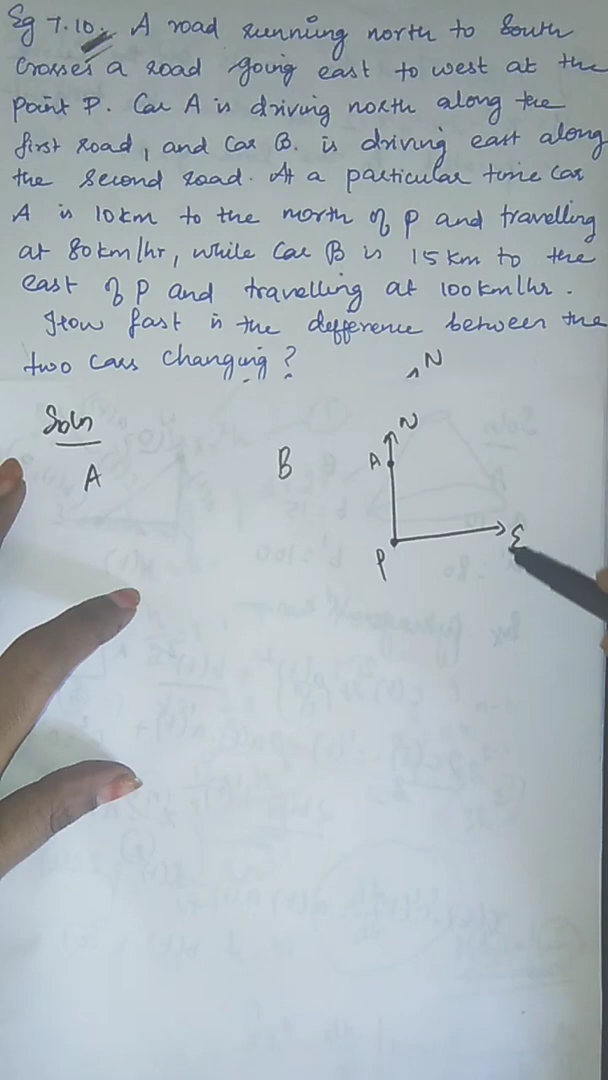 Eg 7.10. A road running north to South
Crosses a road going east to west at the
point P. Car A is driving north along the
first road, and Car B. is driving east along
the second road. At a particular time car
A is 10km to the north of P and travelling
at 80km/hr, while Car B is 15km to the
east of P and travelling at 100km/hr.
How fast is the difference between the
two cars changing?
N
Soln
A
B
N
A
P
E